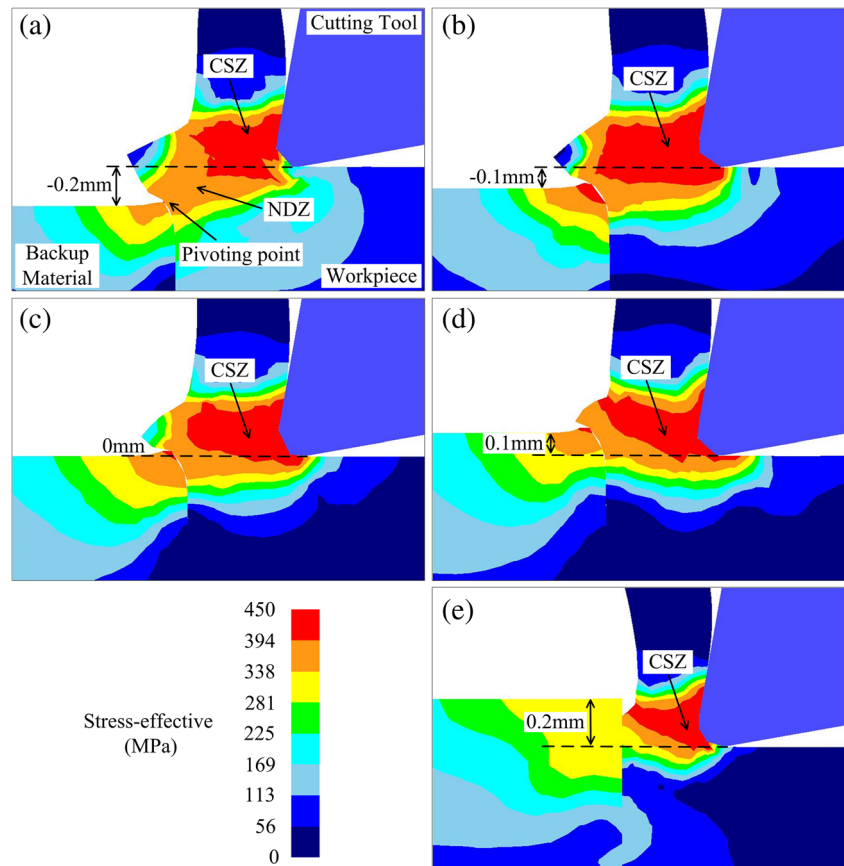 (a)
Cutting Tool
CSZ
-0.2mm
NDZ
Pivoting point
Backup
Material
Workpiece
(b)
CSZ
-0.1mm
(c)
CSZ
0mm
(d)
CSZ
0.1mm
450
394
338
281
225
169
113
56
0
Stress-effective
(MPa)
(e)
CSZ
0.2mm